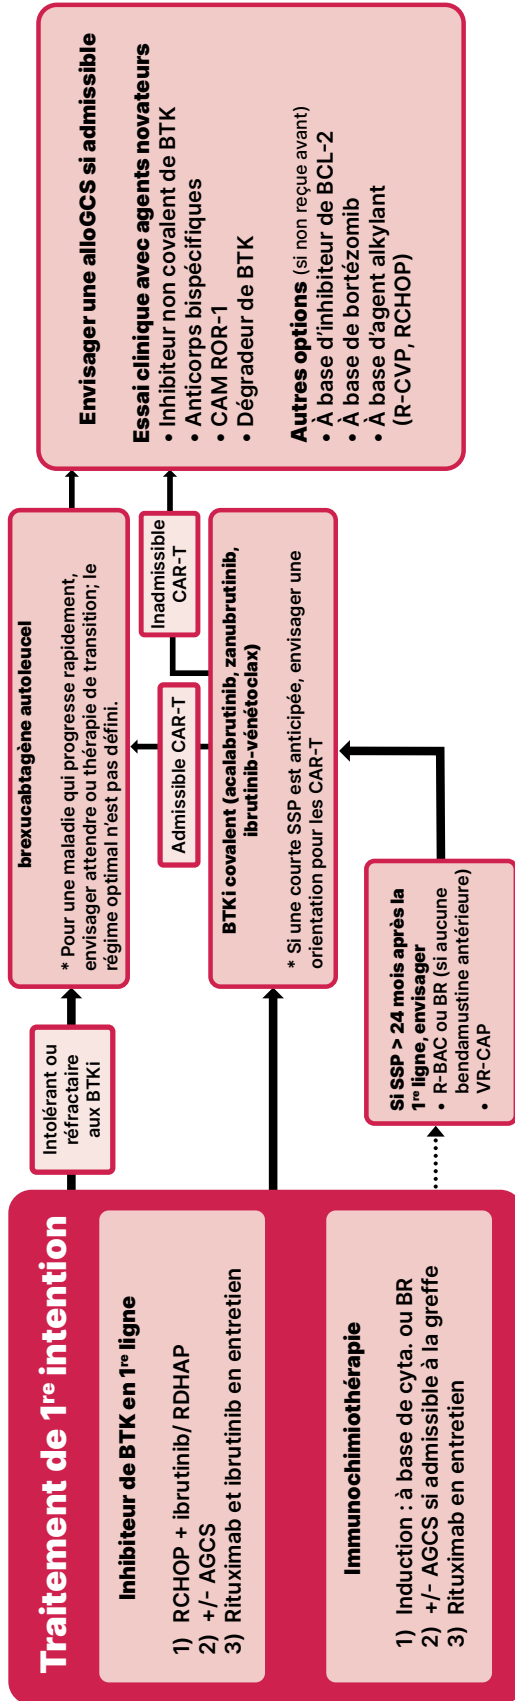 Traitement de 1re intention
Inhibiteur de BTK en 1re ligne
1) RCHOP + ibrutinib/ RDHAP
2) +/- AGCS
3) Rituximab et ibrutinib en entretien
Immunochimiothérapie
1) Induction : à base de cyta. ou BR
2) +/- AGCS si admissible à la greffe
3) Rituximab en entretien
Intolérant ou
réfractaire
aux BTKi
brexucabtagène autoleucel
* Pour une maladie qui progresse rapidement,
envisager attendre ou thérapie de transition; le
régime optimal n'est pas défini.
Admissible CAR-T
Inadmissible
CAR-T
BTKi covalent (acalabrutinib, zanubrutinib,
ibrutinib-vénétoclax)
* Si une courte SSP est anticipée, envisager une
orientation pour les CAR-T
Si SSP > 24 mois après la
1re ligne, envisager
• R-BAC ou BR (si aucune
bendamustine antérieure)
• VR-CAP
Envisager une alloGCS si admissible
Essai clinique avec agents novateurs
• Inhibiteur non covalent de BTK
• Anticorps bispécifiques
• CAM ROR-1
• Dégradeur de BTK
Autres options (si non reçue avant)
• À base d'inhibiteur de BCL-2
• À base de bortézomib
• À base d'agent alkylant
(R-CVP, RCHOP)